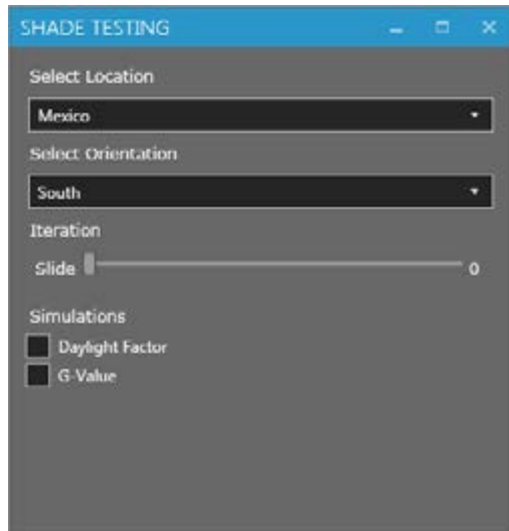 SHADE TESTING
Select Location
Mexico
Select Orientation
South
Iteration
Slide 0
Simulations
Daylight Factor
G-Value